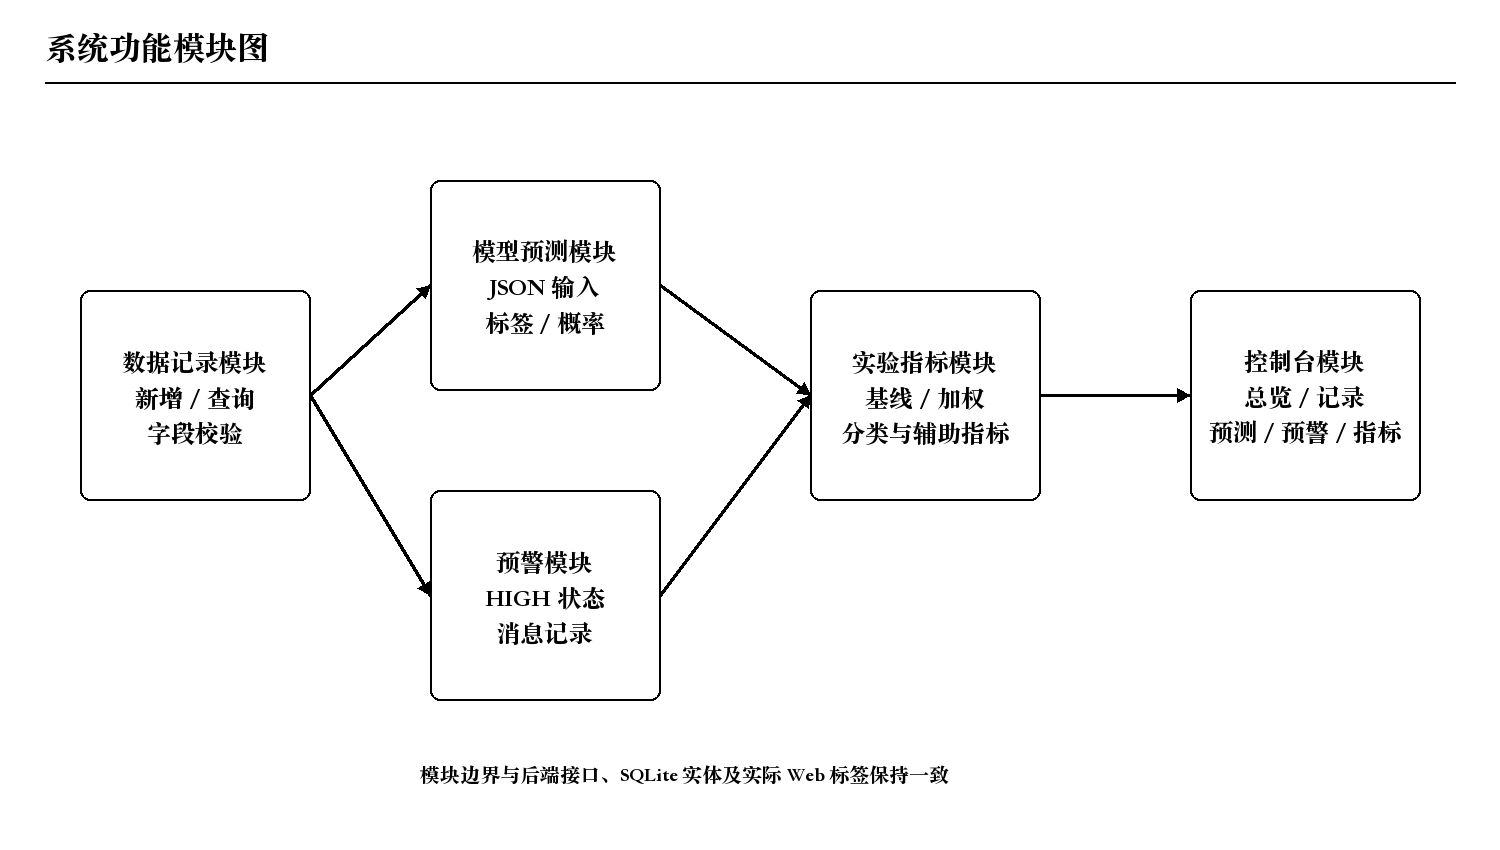 系统功能模块图
数据记录模块
新增 / 查询
字段校验
模型预测模块
JSON 输入
标签 / 概率
预警模块
HIGH 状态
消息记录
实验指标模块
基线 / 加权
分类与辅助指标
控制台模块
总览 / 记录
预测 / 预警 / 指标
模块边界与后端接口、SQLite 实体及实际 Web 标签保持一致